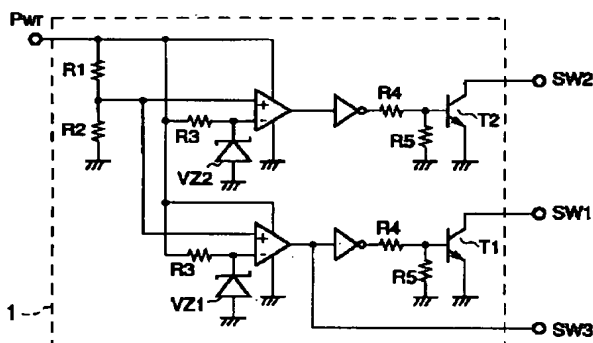 Pwr
R1
SW2
R4
R2
R3
+
-
R5
T2
VZ2
SW1
R4
+
-
R3
R5
T1
VZ1
1
SW3